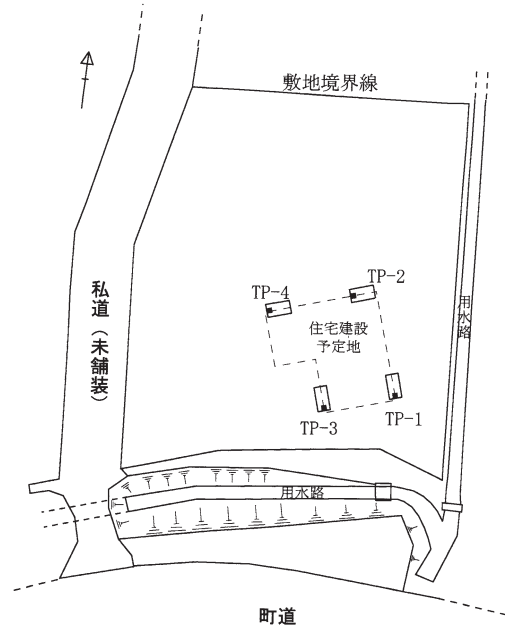 敷地境界線
TP-2
TP-4
住宅建設
予定地
用水路
私道（未舗装）
TP-1
TP-3
用水路
町道